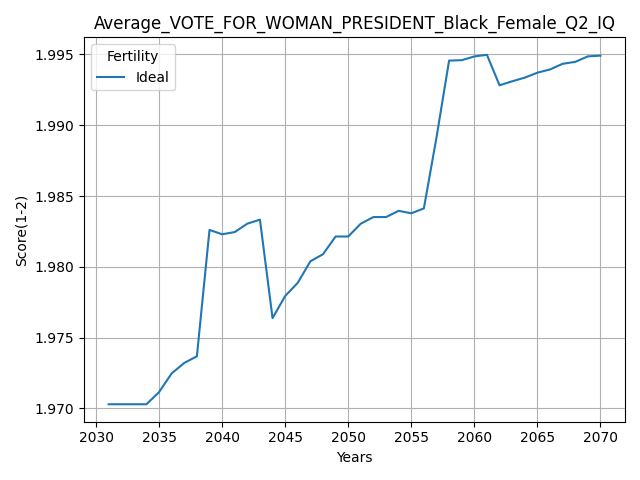 Average_VOTE_FOR_WOMAN_PRESIDENT_Black_Female_Q2_IQ
Fertility
Ideal
Score(1-2)
1.995
1.990
1.985
1.980
1.975
1.970
2030 2035 2040 2045 2050 2055 2060 2065 2070
Years